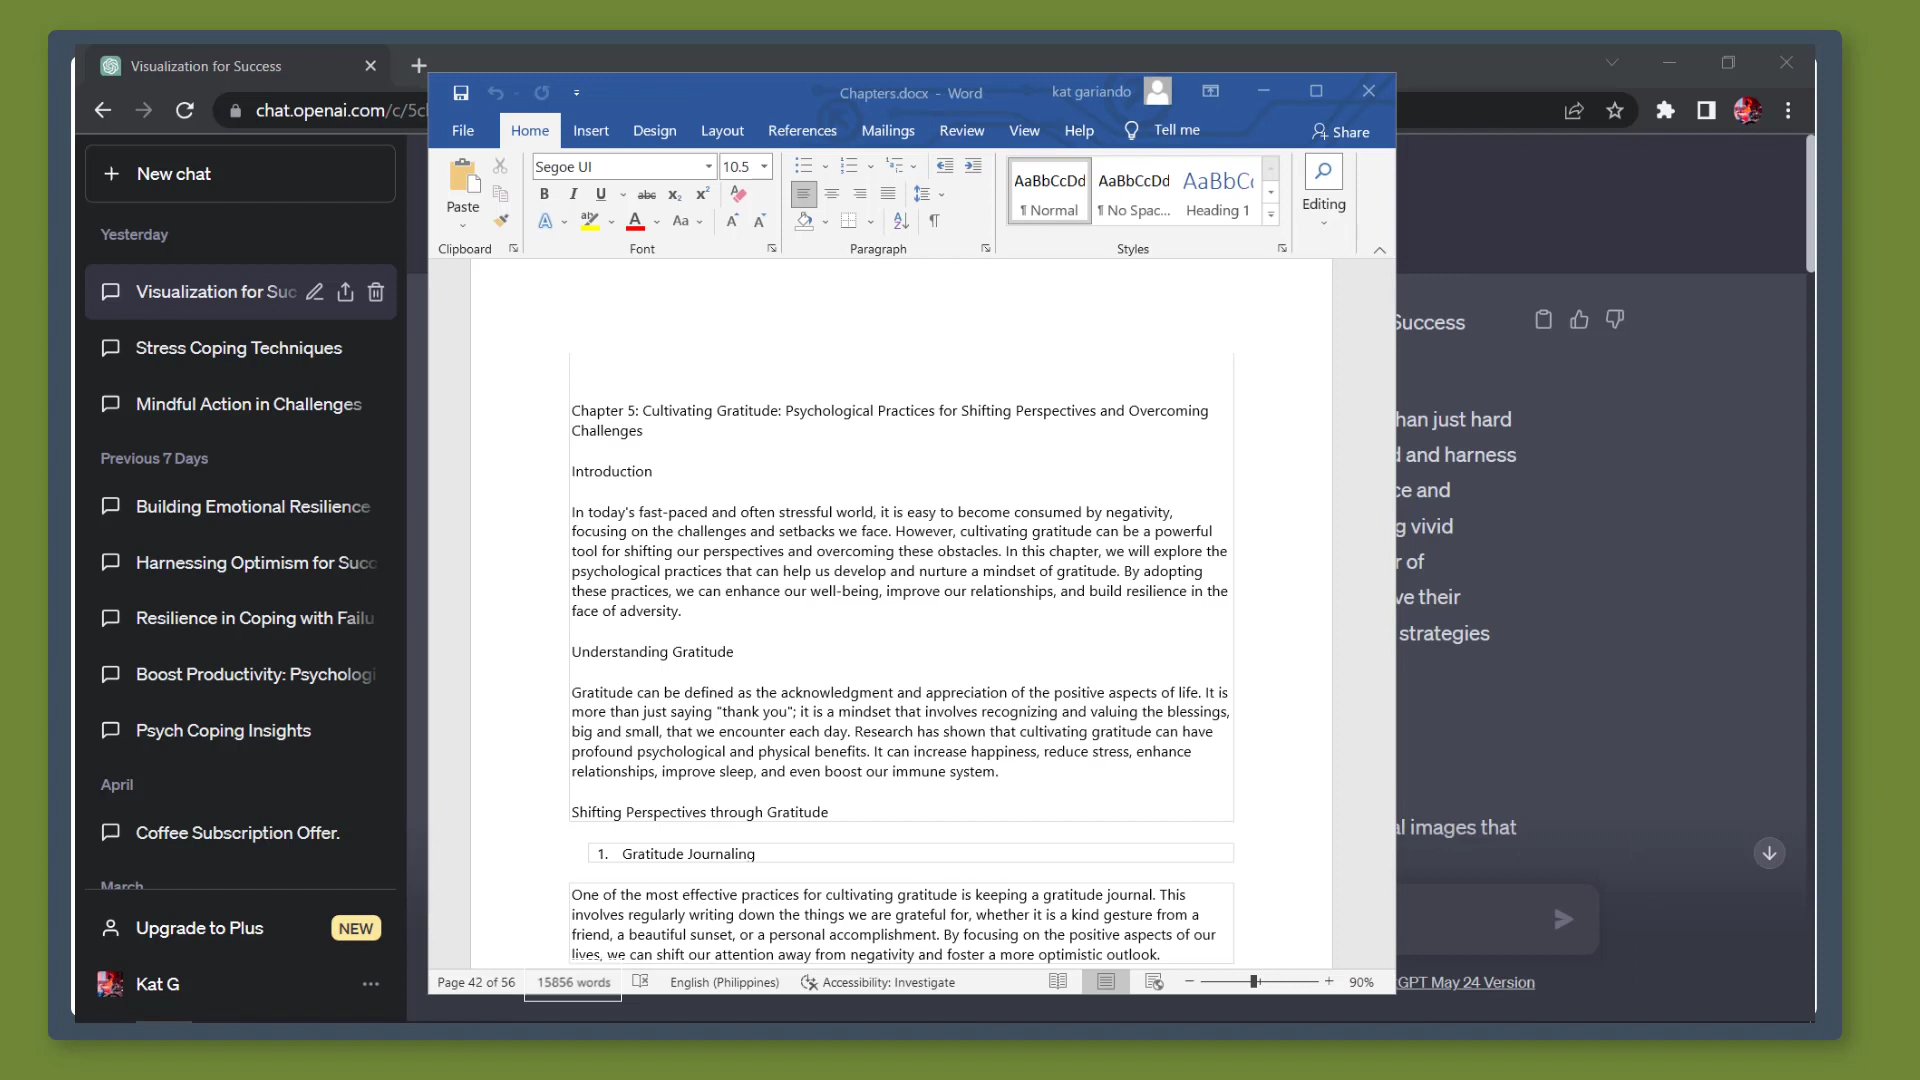 Visualization for Success
chat.openai.com/c/5c
Chapters.docx - Word
kat gariando
File
Home
Insert
Design
Layout
References
Mailings
Review
View
Help
Tell me
Share
New chat
Yesterday
Visualization for Suc
Stress Coping Techniques
Mindful Action in Challenges
Previous 7 Days
Building Emotional Resilience
Harnessing Optimism for Succ
Resilience in Coping with Failu
Boost Productivity: Psychologi
Psych Coping Insights
April
Coffee Subscription Offer.
March
Upgrade to Plus
NEW
Kat G
Paste
Clipboard
Segoe UI
10.5
B I U abc x₂ x²
A ab A Aa A A
Font
Paragraph
AaBbCcDd
¶ Normal
AaBbCcDd
¶ No Spac...
AaBbCc
Heading 1
Styles
Editing
Chapter 5: Cultivating Gratitude: Psychological Practices for Shifting Perspectives and Overcoming
Challenges
Introduction
In today's fast-paced and often stressful world, it is easy to become consumed by negativity,
focusing on the challenges and setbacks we face. However, cultivating gratitude can be a powerful
tool for shifting our perspectives and overcoming these obstacles. In this chapter, we will explore the
psychological practices that can help us develop and nurture a mindset of gratitude. By adopting
these practices, we can enhance our well-being, improve our relationships, and build resilience in the
face of adversity.
Understanding Gratitude
Gratitude can be defined as the acknowledgment and appreciation of the positive aspects of life. It is
more than just saying "thank you"; it is a mindset that involves recognizing and valuing the blessings,
big and small, that we encounter each day. Research has shown that cultivating gratitude can have
profound psychological and physical benefits. It can increase happiness, reduce stress, enhance
relationships, improve sleep, and even boost our immune system.
Shifting Perspectives through Gratitude
1. Gratitude Journaling
One of the most effective practices for cultivating gratitude is keeping a gratitude journal. This
involves regularly writing down the things we are grateful for, whether it is a kind gesture from a
friend, a beautiful sunset, or a personal accomplishment. By focusing on the positive aspects of our
lives, we can shift our attention away from negativity and foster a more optimistic outlook.
Page 42 of 56
15856 words
English (Philippines)
Accessibility: Investigate
90%
Success
han just hard
d and harness
ce and
g vivid
r of
ve their
strategies
al images that
GPT May 24 Version